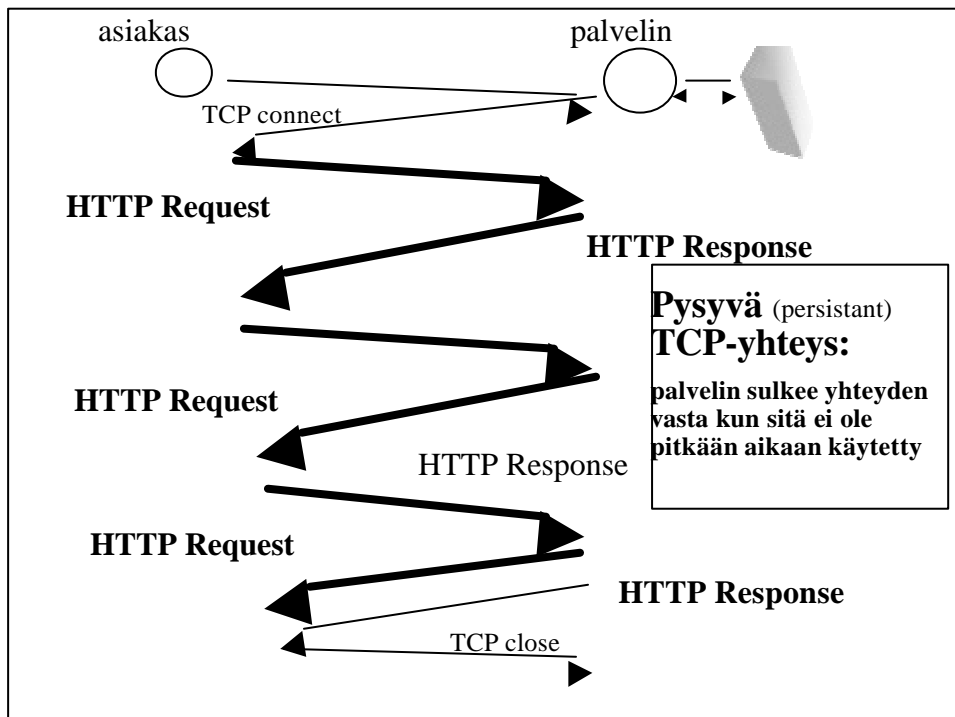 asiakas
palvelin
TCP connect
HTTP Request
HTTP Response
Pysyvä (persistant)
TCP-yhteys:
palvelin sulkee yhteyden
vasta kun sitä ei ole
pitkään aikaan käytetty
HTTP Request
HTTP Response
HTTP Request
HTTP Response
TCP close